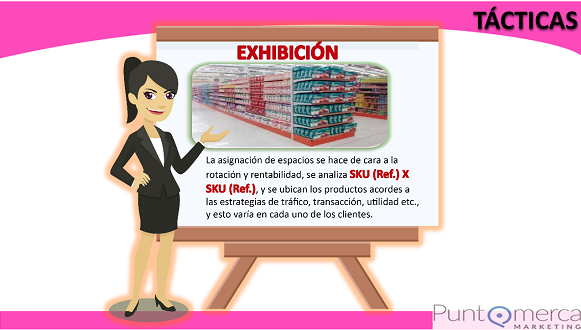 TÁCTICAS
EXHIBICIÓN
La asignación de espacios se hace de cara a la
rotación y rentabilidad, se analiza SKU (Ref.) X
SKU (Ref.), y se ubican los productos acordes a
las estrategias de tráfico, transacción, utilidad etc.,
y esto varía en cada uno de los clientes.
Punt merca
MARKETING